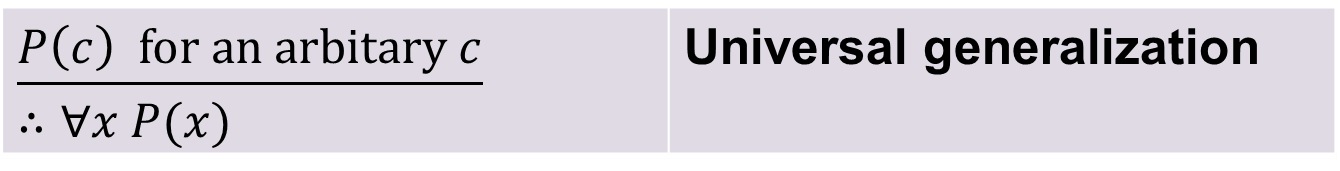 P(c) for an arbitary c
∴ ∀x P(x)
Universal generalization